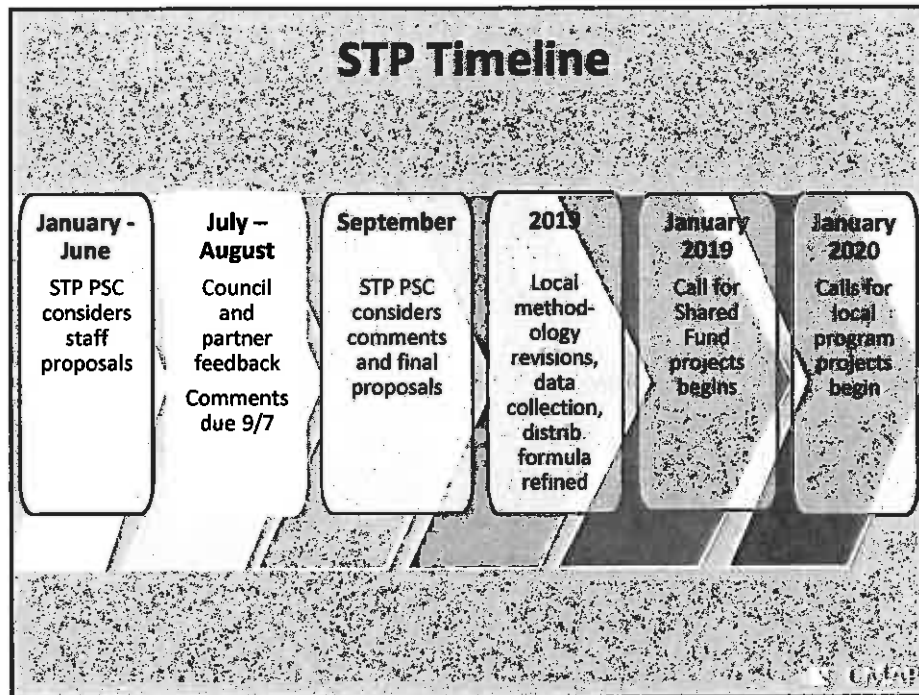 STP Timeline
January -
June
STP PSC
considers
staff
proposals
July –
August
Council
and
partner
feedback
Comments
due 9/7
September
STP PSC
considers
comments
and final
proposals
2019
Local
method-
ology
revisions,
data
collection,
distrib.
formula
refined
January
2019
Call for
Shared
Fund
projects
begins
January
2020
Calls for
local
program
projects
begin